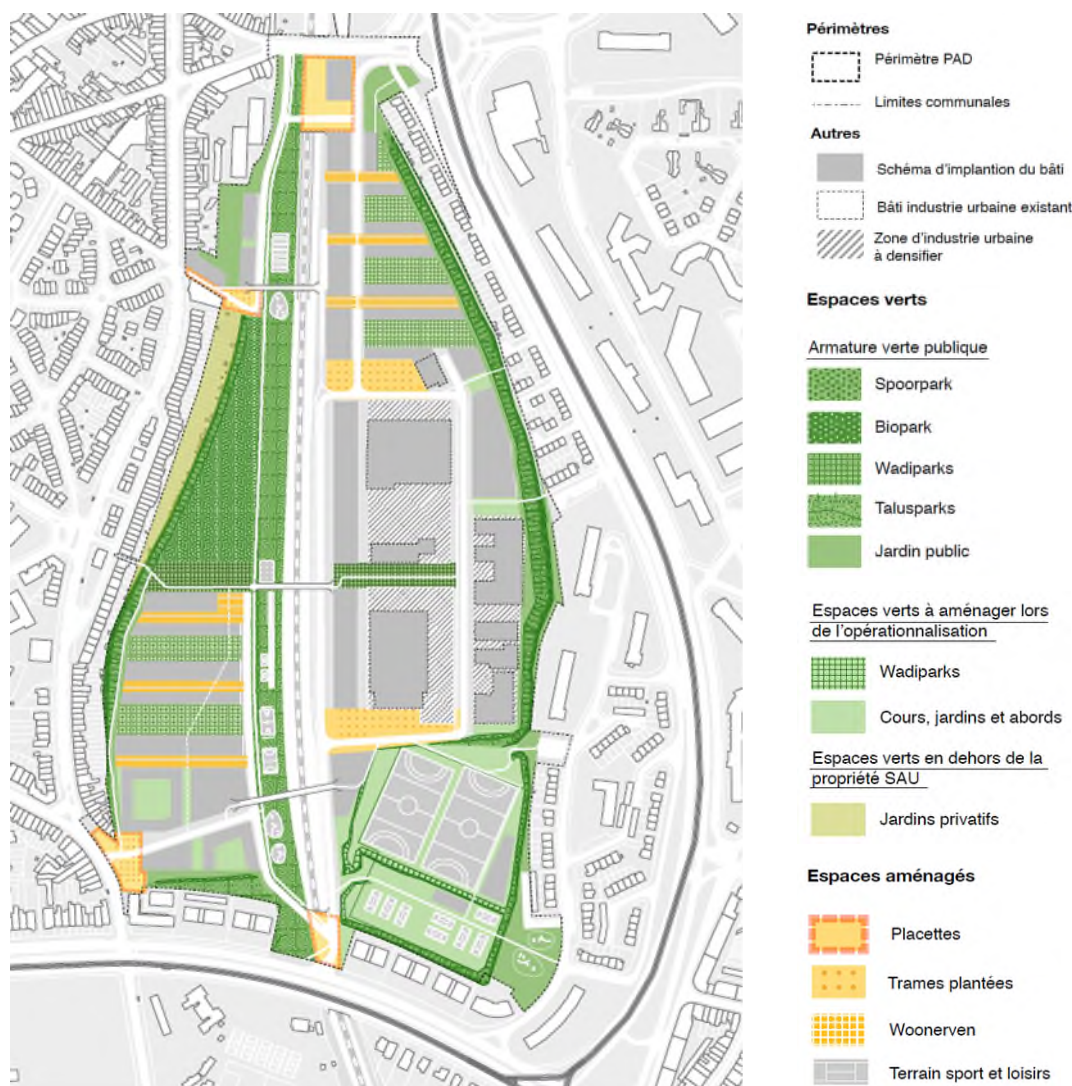 Périmètres
Périmètre PAD
Limites communales
Autres
Schéma d'implantion du bâti
Bâti industrie urbaine existant
Zone d'industrie urbaine
à densifier
Espaces verts
Armature verte publique
Spoorpark
Biopark
Wadiparks
Talusparks
Jardin public
Espaces verts à aménager lors
de l'opérationnalisation
Wadiparks
Cours, jardins et abords
Espaces verts en dehors de la
propriété SAU
Jardins privatifs
Espaces aménagés
Placettes
Trames plantées
Woonerven
Terrain sport et loisirs